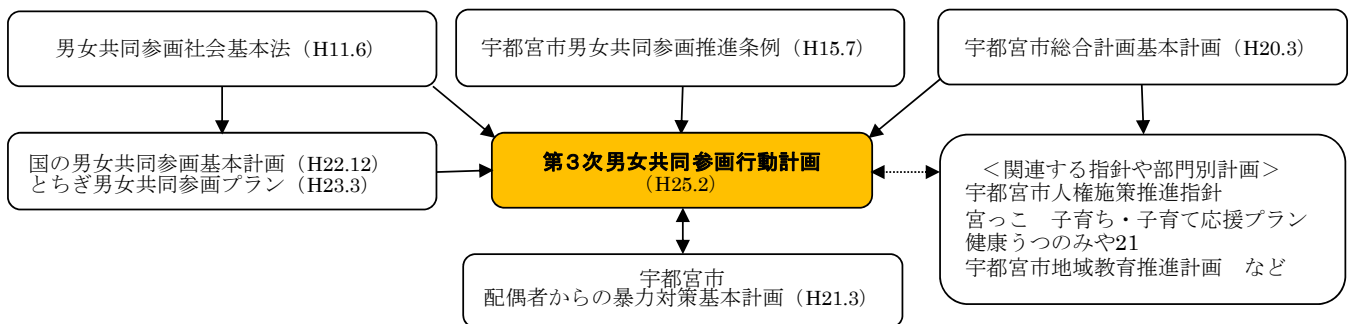 男女共同参画社会基本法（H11.6）
宇都宮市男女共同参画推進条例（H15.7）
宇都宮市総合計画基本計画（H20.3）
国の男女共同参画基本計画（H22.12）
とちぎ男女共同参画プラン（H23.3）
第３次男女共同参画行動計画
（H25.2）
＜関連する指針や部門別計画＞
宇都宮市人権施策推進指針
宮っこ　子育ち・子育て応援プラン
健康うつのみや21
宇都宮市地域教育推進計画　など
宇都宮市
配偶者からの暴力対策基本計画（H21.3）